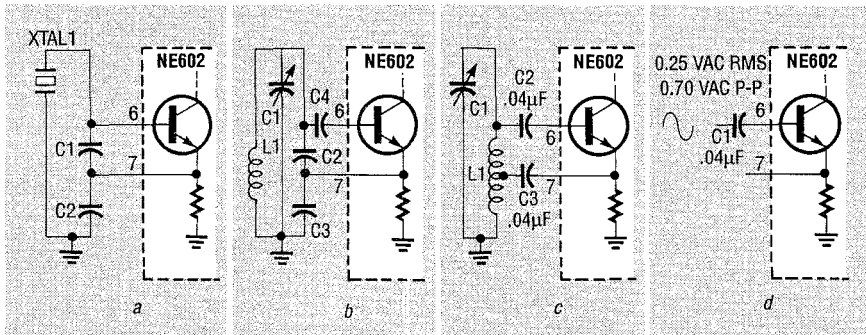 XTAL1
NE602
6
C1
7
C2
a
NE602
C4
6
C1
L1
C2
7
C3
b
NE602
C2
.04µF
C1
6
L1
7
C3
.04µF
c
0.25 VAC RMS
0.70 VAC P-P
NE602
6
C1
.04µF
7
d